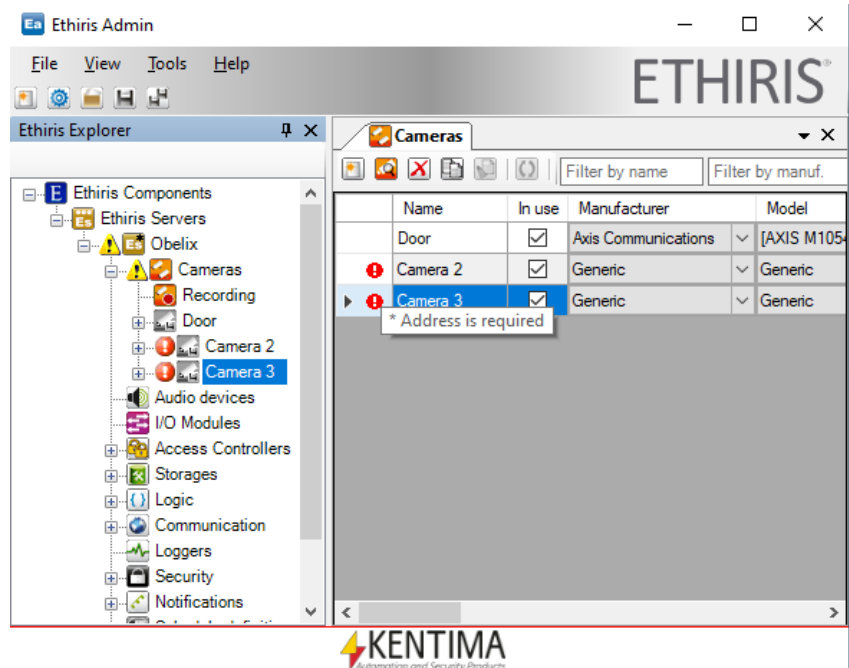 Ethiris Admin
File View Tools Help
ETHIRIS
Ethiris Explorer
Cameras
Filter by name
Filter by manuf.
Ethiris Components
Ethiris Servers
Obelix
Cameras
Recording
Door
Camera 2
Camera 3
Audio devices
I/O Modules
Access Controllers
Storages
Logic
Communication
Loggers
Security
Notifications
Name In use Manufacturer Model
Door Axis Communications [AXIS M1054
Camera 2 Generic Generic
Camera 3 Generic Generic
* Address is required
KENTIMA
Automation and Security Products